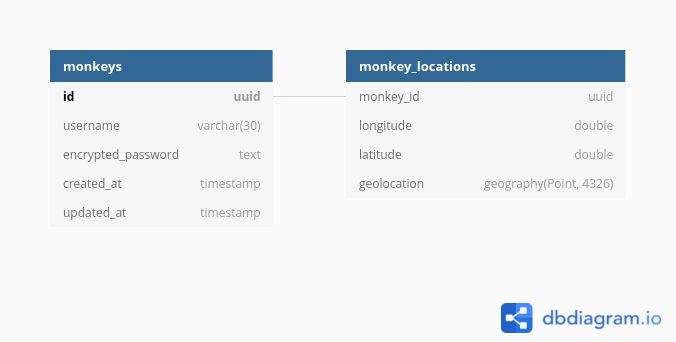 monkeys
id uuid
username varchar(30)
encrypted_password text
created_at timestamp
updated_at timestamp
monkey_locations
monkey_id uuid
longitude double
latitude double
geolocation geography(Point, 4326)
dbdiagram.io